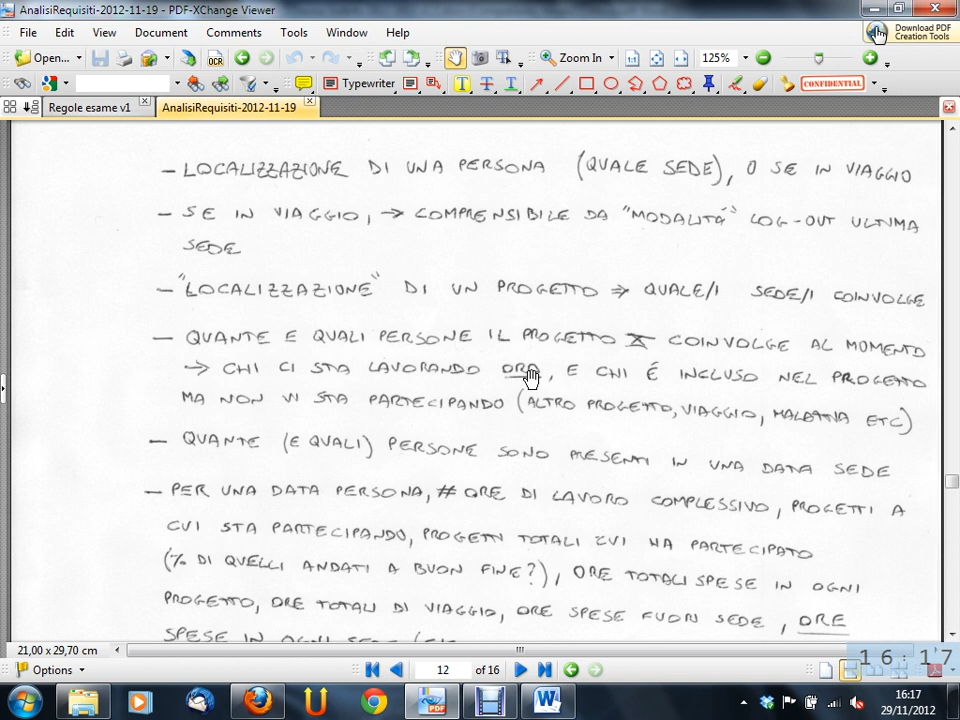 AnalisiRequisiti-2012-11-19 - PDF-XChange Viewer
File Edit View Document Comments Tools Window Help
Download PDF Creation Tools
Open... OCR Zoom In 125%
Typewriter CONFIDENTIAL
Regole esame v1 AnalisiRequisiti-2012-11-19
- LOCALIZZAZIONE DI UNA PERSONA (QUALE SEDE), O SE IN VIAGGIO
- SE IN VIAGGIO, → COMPRENSIBILE DA "MODALITÀ" LOG-OUT ULTIMA
SEDE
- "LOCALIZZAZIONE" DI UN PROGETTO ⇒ QUALE/I SEDE/I COINVOLGE
- QUANTE E QUALI PERSONE IL PROGETTO COINVOLGE AL MOMENTO
→ CHI CI STA LAVORANDO ORA, E CHI É INCLUSO NEL PROGETTO
MA NON VI STA PARTECIPANDO (ALTRO PROGETTO, VIAGGIO, MALATTIA ETC)
- QUANTE (E QUALI) PERSONE SONO PRESENTI IN UNA DATA SEDE
- PER UNA DATA PERSONA, # ORE DI LAVORO COMPLESSIVO, PROGETTI A
CUI STA PARTECIPANDO, PROGETTI TOTALI CUI HA PARTECIPATO
(% DI QUELLI ANDATI A BUON FINE?), ORE TOTALI SPESE IN OGNI
PROGETTO, ORE TOTALI DI VIAGGIO, ORE SPESE FUORI SEDE, ORE
SPESE IN OGNI SEDE
21,00 x 29,70 cm
16:17
Options 12 of 16
16:17
29/11/2012